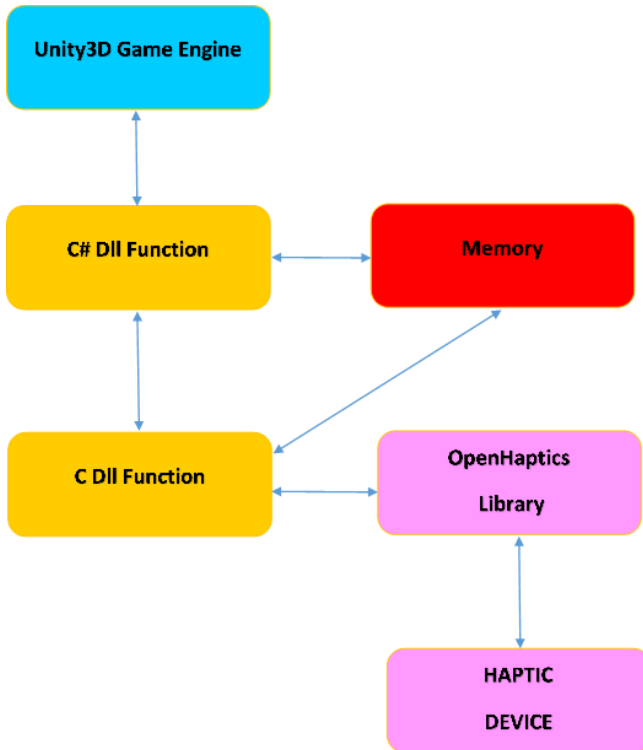 Unity3D Game Engine
C# Dll Function
Memory
C Dll Function
OpenHaptics
Library
HAPTIC
DEVICE